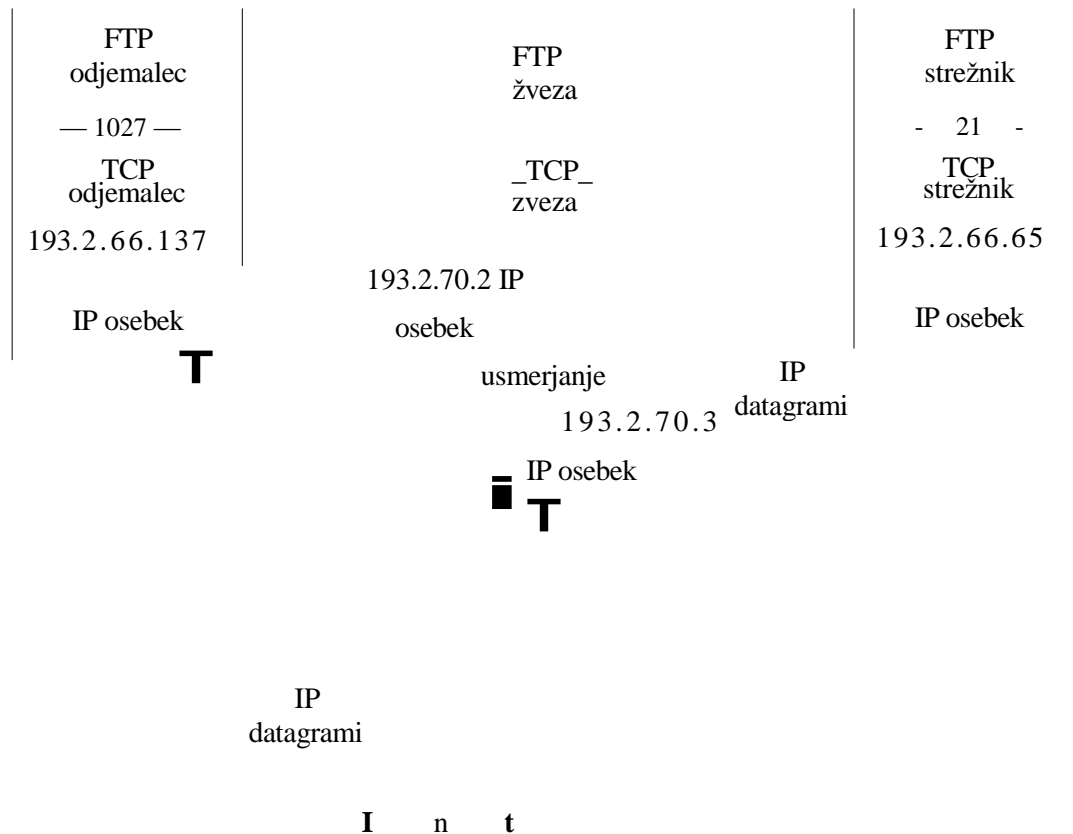 FTP
odjemalec
— 1027 —
TCP
odjemalec
193.2.66.137
IP osebek
T
FTP
žveza
_TCP_
zveza
193.2.70.2 IP
osebek
usmerjanje
193.2.70.3
IP osebek
T
IP
datagrami
FTP
strežnik
- 21 -
TCP
strežnik
193.2.66.65
IP osebek
IP
datagrami
I n t